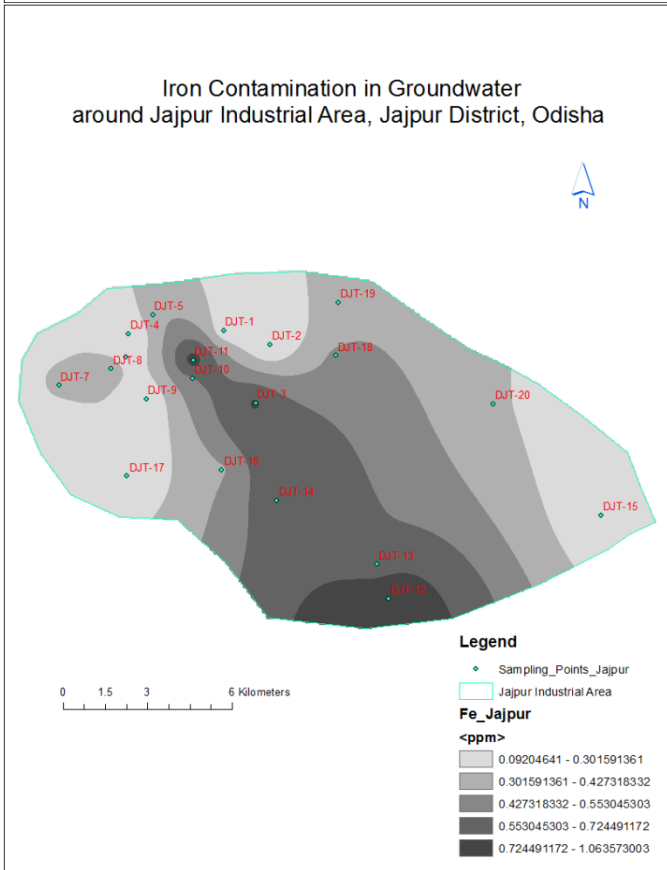 Iron Contamination in Groundwater
around Jajpur Industrial Area, Jajpur District, Odisha
N
DJT-19
DJT-5
DJT-1
DJT-4
DJT-2
DJT-18
DJT-11
DJT-8
DJT-10
DJT-7
DJT-9
DJT-3
DJT-20
DJT-16
DJT-17
DJT-14
DJT-15
DJT-13
DJT-12
Legend
Sampling_Points_Jajpur
0 1.5 3 6 Kilometers
Jajpur Industrial Area
Fe_Jajpur
<ppm>
0.09204641 - 0.301591361
0.301591361 - 0.427318332
0.427318332 - 0.553045303
0.553045303 - 0.724491172
0.724491172 - 1.063573003